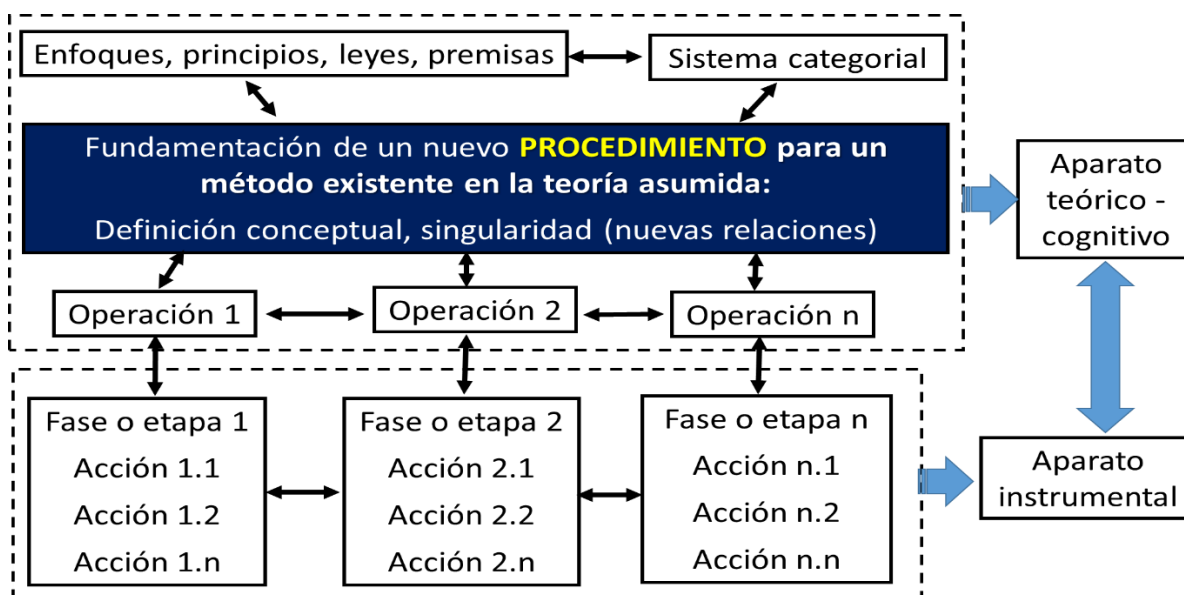 Enfoques, principios, leyes, premisas
Sistema categorial
Fundamentación de un nuevo PROCEDIMIENTO para un
método existente en la teoría asumida:
Definición conceptual, singularidad (nuevas relaciones)
Operación 1
Operación 2
Operación n
Aparato
teórico -
cognitivo
Fase o etapa 1
Acción 1.1
Acción 1.2
Acción 1.n
Fase o etapa 2
Acción 2.1
Acción 2.2
Acción 2.n
Fase o etapa n
Acción n.1
Acción n.2
Acción n.n
Aparato
instrumental